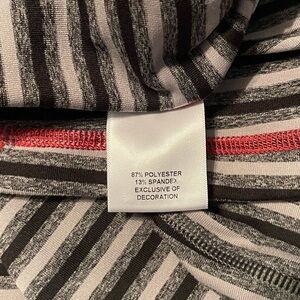 87% POLYESTER
13% SPANDEX
EXCLUSIVE OF
DECORATION